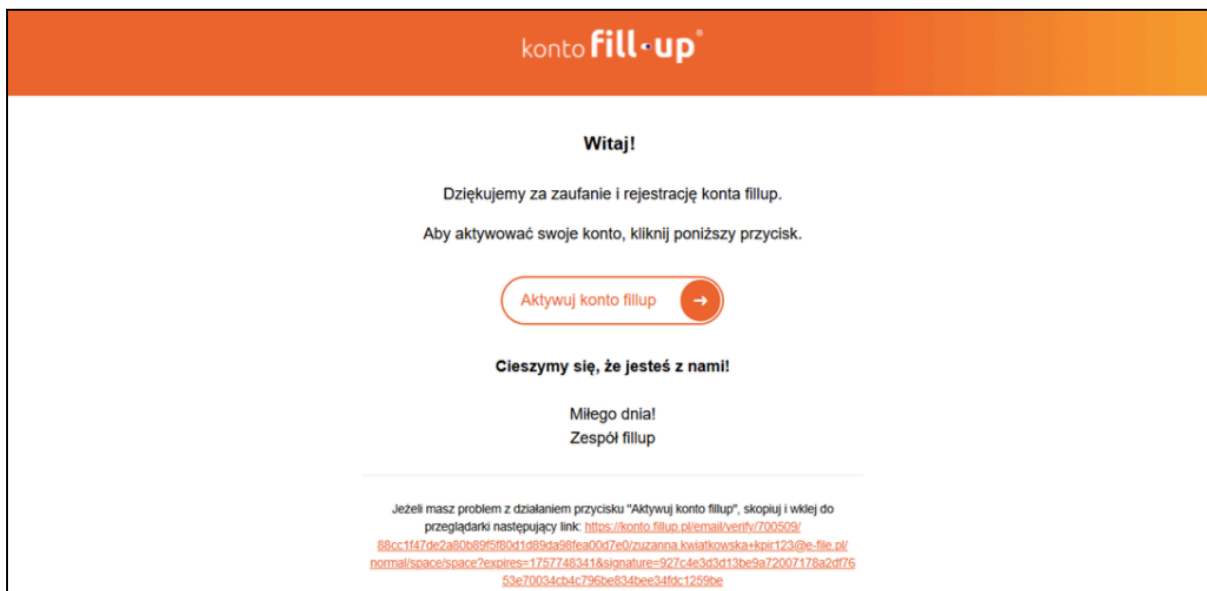 konto fill·up®
Witaj!
Dziękujemy za zaufanie i rejestrację konta fillup.
Aby aktywować swoje konto, kliknij poniższy przycisk.
Aktywuj konto fillup →
Cieszymy się, że jesteś z nami!
Miłego dnia!
Zespół fillup
Jeżeli masz problem z działaniem przycisku "Aktywuj konto fillup", skopiuj i wklej do
przeglądarki następujący link: https://konto.fillup.pl/email/verify/700509/
88cc1f47de2a80b89f5f80d1d89da98fea00d7e0/zuzanna.kwiatkowska+kpir123@e-file.pl/
normal/space/space?expires=1757748341&signature=927c4e3d3d13be9a72007178a2df76
53e70034cb4c796be834bee34fdc1259be